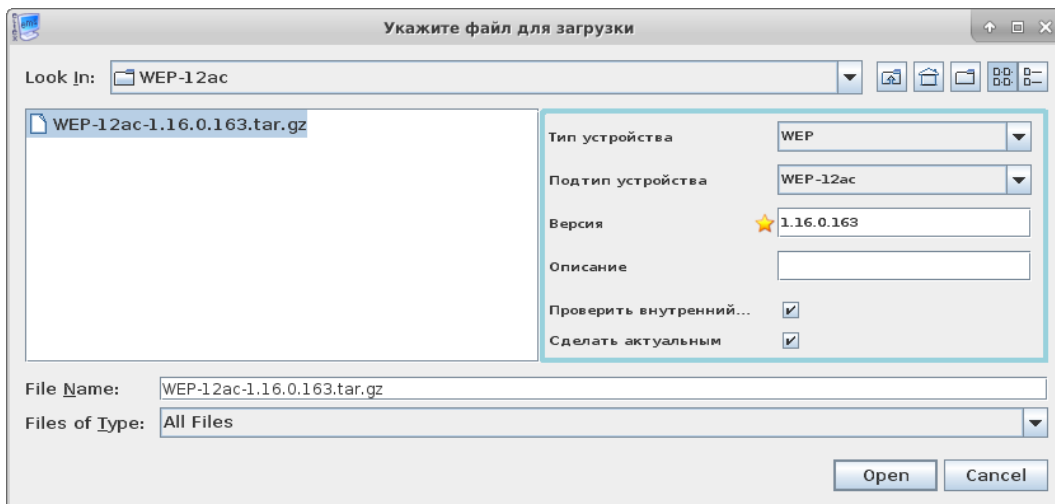 Укажите файл для загрузки
Look In: WEP-12ac
WEP-12ac-1.16.0.163.tar.gz
Тип устройства WEP
Подтип устройства WEP-12ac
Версия 1.16.0.163
Описание
Проверить внутренний...
Сделать актуальным
File Name: WEP-12ac-1.16.0.163.tar.gz
Files of Type: All Files
Open Cancel